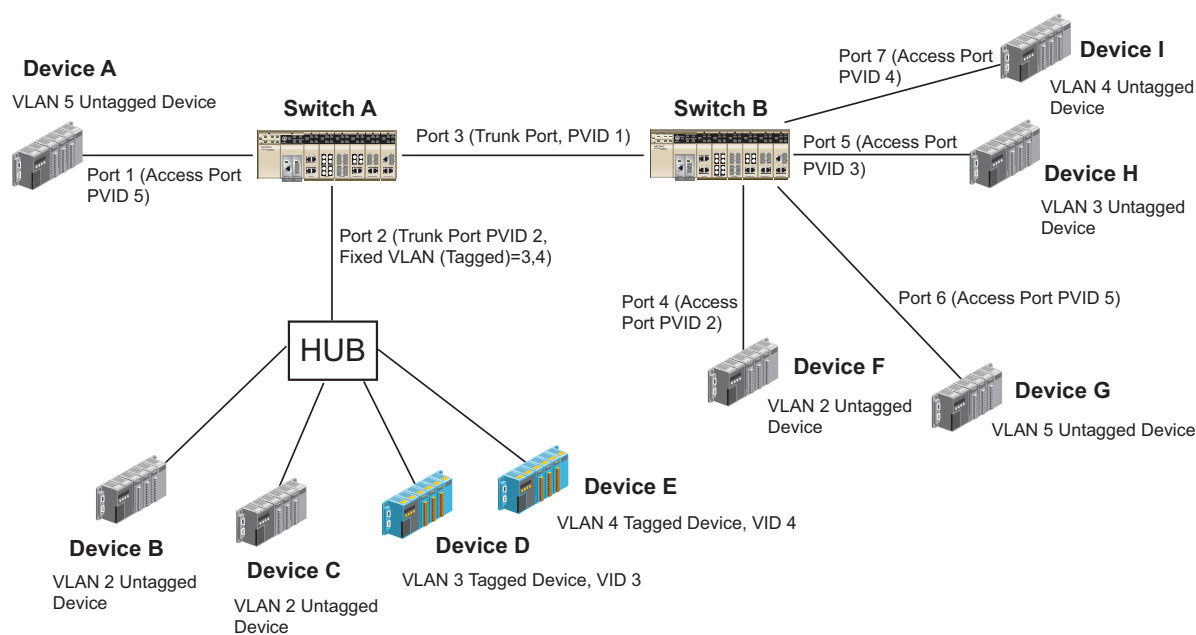 Device A
VLAN 5 Untagged Device
Switch A
Port 1 (Access Port
PVID 5)
Port 3 (Trunk Port, PVID 1)
Switch B
Port 7 (Access Port
PVID 4)
Device I
VLAN 4 Untagged
Device
Port 5 (Access Port
PVID 3)
Device H
VLAN 3 Untagged
Device
Port 2 (Trunk Port PVID 2,
Fixed VLAN (Tagged)=3,4)
Port 4 (Access
Port PVID 2)
Port 6 (Access Port PVID 5)
HUB
Device F
VLAN 2 Untagged
Device
Device G
VLAN 5 Untagged Device
Device B
VLAN 2 Untagged
Device
Device C
VLAN 2 Untagged
Device
Device D
VLAN 3 Tagged Device, VID 3
Device E
VLAN 4 Tagged Device, VID 4